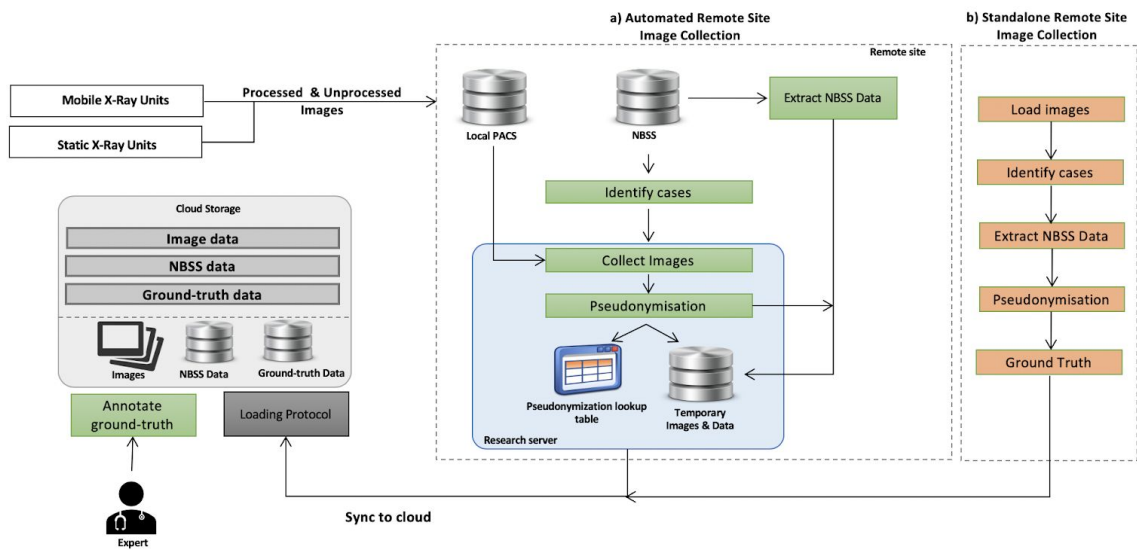 a) Automated Remote Site
Image Collection
b) Standalone Remote Site
Image Collection
Remote site
Mobile X-Ray Units
Static X-Ray Units
Processed & Unprocessed
Images
Local PACS
NBSS
Extract NBSS Data
Identify cases
Collect Images
Pseudonymisation
Pseudonymization lookup
table
Temporary
Images & Data
Research server
Load images
Identify cases
Extract NBSS Data
Pseudonymisation
Ground Truth
Cloud Storage
Image data
NBSS data
Ground-truth data
Images
NBSS Data
Ground-truth Data
Annotate
ground-truth
Loading Protocol
Expert
Sync to cloud